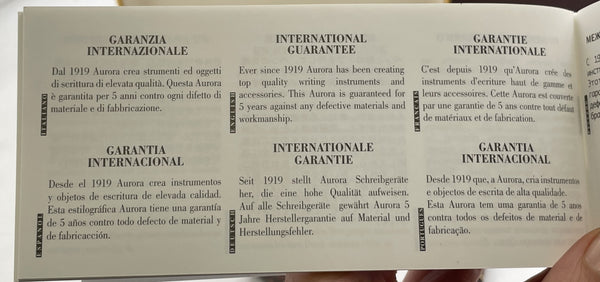 GARANZIA
INTERNAZIONALE
Dal 1919 Aurora crea strumenti ed oggetti
di scrittura di elevata qualità. Questa Aurora
è garantita per 5 anni contro ogni difetto di
materiale e di fabbricazione.
ITALIANO
INTERNATIONAL
GUARANTEE
Ever since 1919 Aurora has been creating
top quality writing instruments and
accessories. This Aurora is guaranteed for
5 years against any defective materials and
workmanship.
ENGLISH
GARANTIE
INTERNATIONALE
C'est depuis 1919 qu'Aurora crée des
instruments d'ecriture haut de gamme et
leurs accessoires. Cette Aurora est couverte
par une garantie de 5 ans contre tout défaut
de matériaux et de fabrication.
FRANÇAIS
GARANTIA
INTERNACIONAL
Desde el 1919 Aurora crea instrumentos
y objetos de escritura de elevada calidad.
Esta estilográfica Aurora tiene una garantía
de 5 años contro todo defecto de material y
de fabricacción.
ESPAÑOL
INTERNATIONALE
GARANTIE
Seit 1919 stellt Aurora Schreibgeräte
her, die eine hohe Qualität aufweisen.
Auf alle Schreibgeräte gewährt Aurora 5
Jahre Herstellergarantie auf Material und
Herstellungsfehler.
DEUTSCH
GARANTIA
INTERNACIONAL
Desde 1919 que, a Aurora, cria instrumentos
e objectos de escrita de alta qualidade.
Esta Aurora tem uma garantia de 5 anos
contra todos os defeitos de material e de
fabricação.
PORTUGUÊS